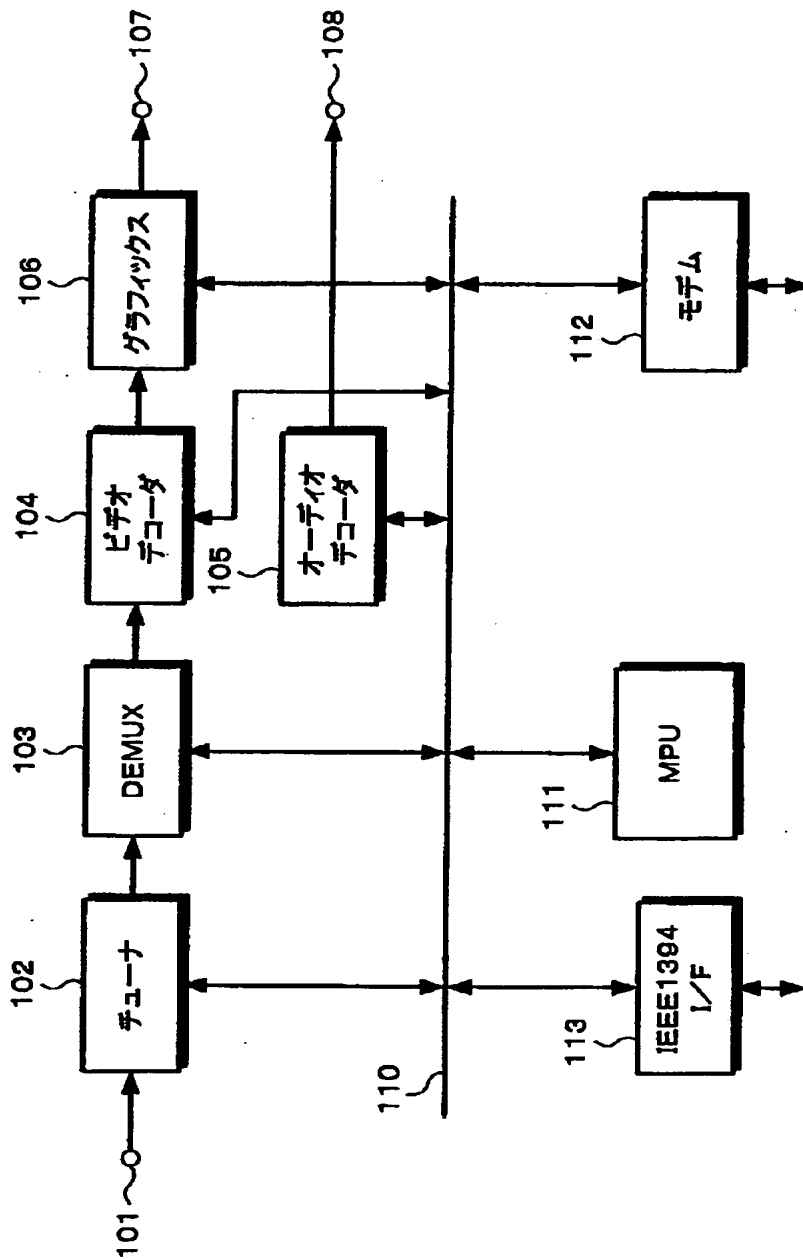 101
102
チューナ
103
DEMUX
104
ビデオ
デコーダ
106
グラフィックス
107
105
オーディオ
デコーダ
108
110
113
IEEE1394
I/F
111
MPU
112
モデム